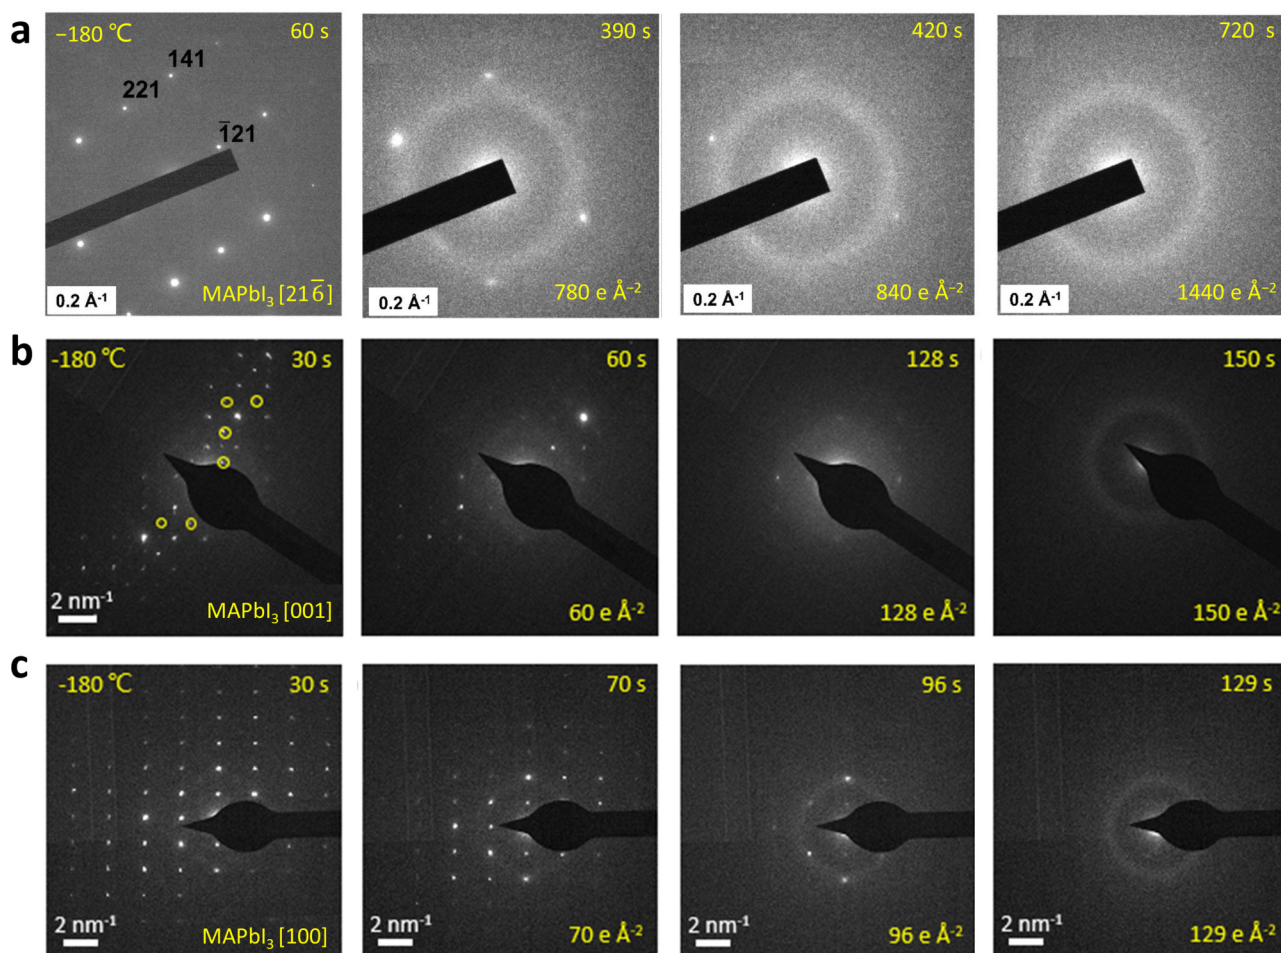 a
−180 ℃ 60 s
141
221
1̄21
MAPbI₃ [216̄]
0.2 Å⁻¹
390 s
780 e Å⁻²
0.2 Å⁻¹
420 s
840 e Å⁻²
0.2 Å⁻¹
720 s
1440 e Å⁻²
0.2 Å⁻¹
b
-180 ℃ 30 s
2 nm⁻¹
MAPbI₃ [001]
60 s
60 e Å⁻²
128 s
128 e Å⁻²
150 s
150 e Å⁻²
c
-180 ℃ 30 s
2 nm⁻¹
MAPbI₃ [100]
70 s
2 nm⁻¹
70 e Å⁻²
96 s
2 nm⁻¹
96 e Å⁻²
129 s
2 nm⁻¹
129 e Å⁻²